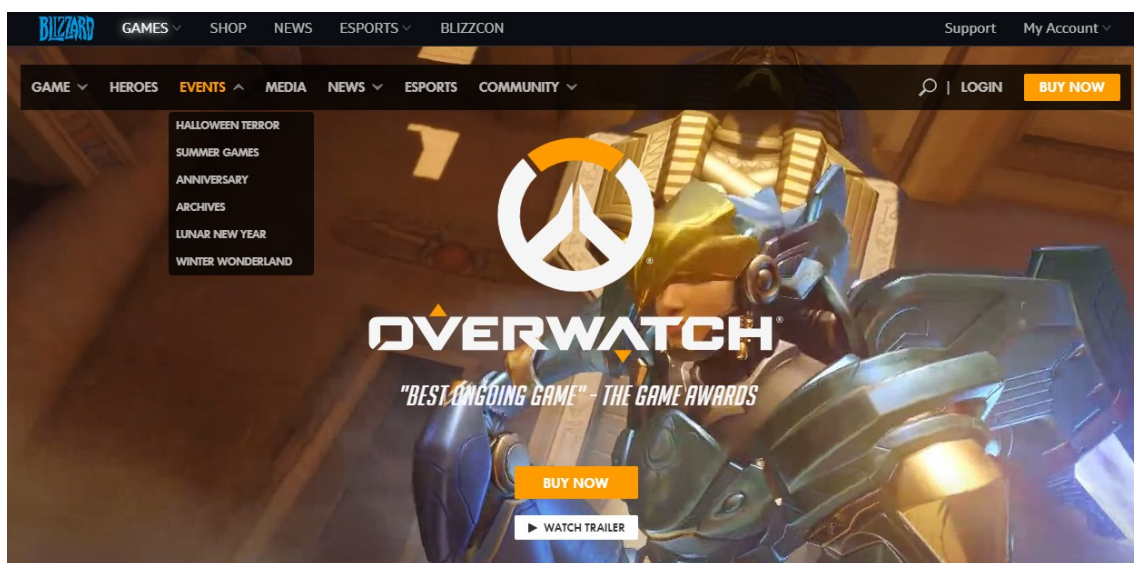 BLIZZARD GAMES SHOP NEWS ESPORTS BLIZZCON Support My Account
GAME HEROES EVENTS MEDIA NEWS ESPORTS COMMUNITY | LOGIN BUY NOW
HALLOWEEN TERROR
SUMMER GAMES
ANNIVERSARY
ARCHIVES
LUNAR NEW YEAR
WINTER WONDERLAND
®
OVERWATCH®
"BEST ONGOING GAME" - THE GAME AWARDS
BUY NOW
WATCH TRAILER